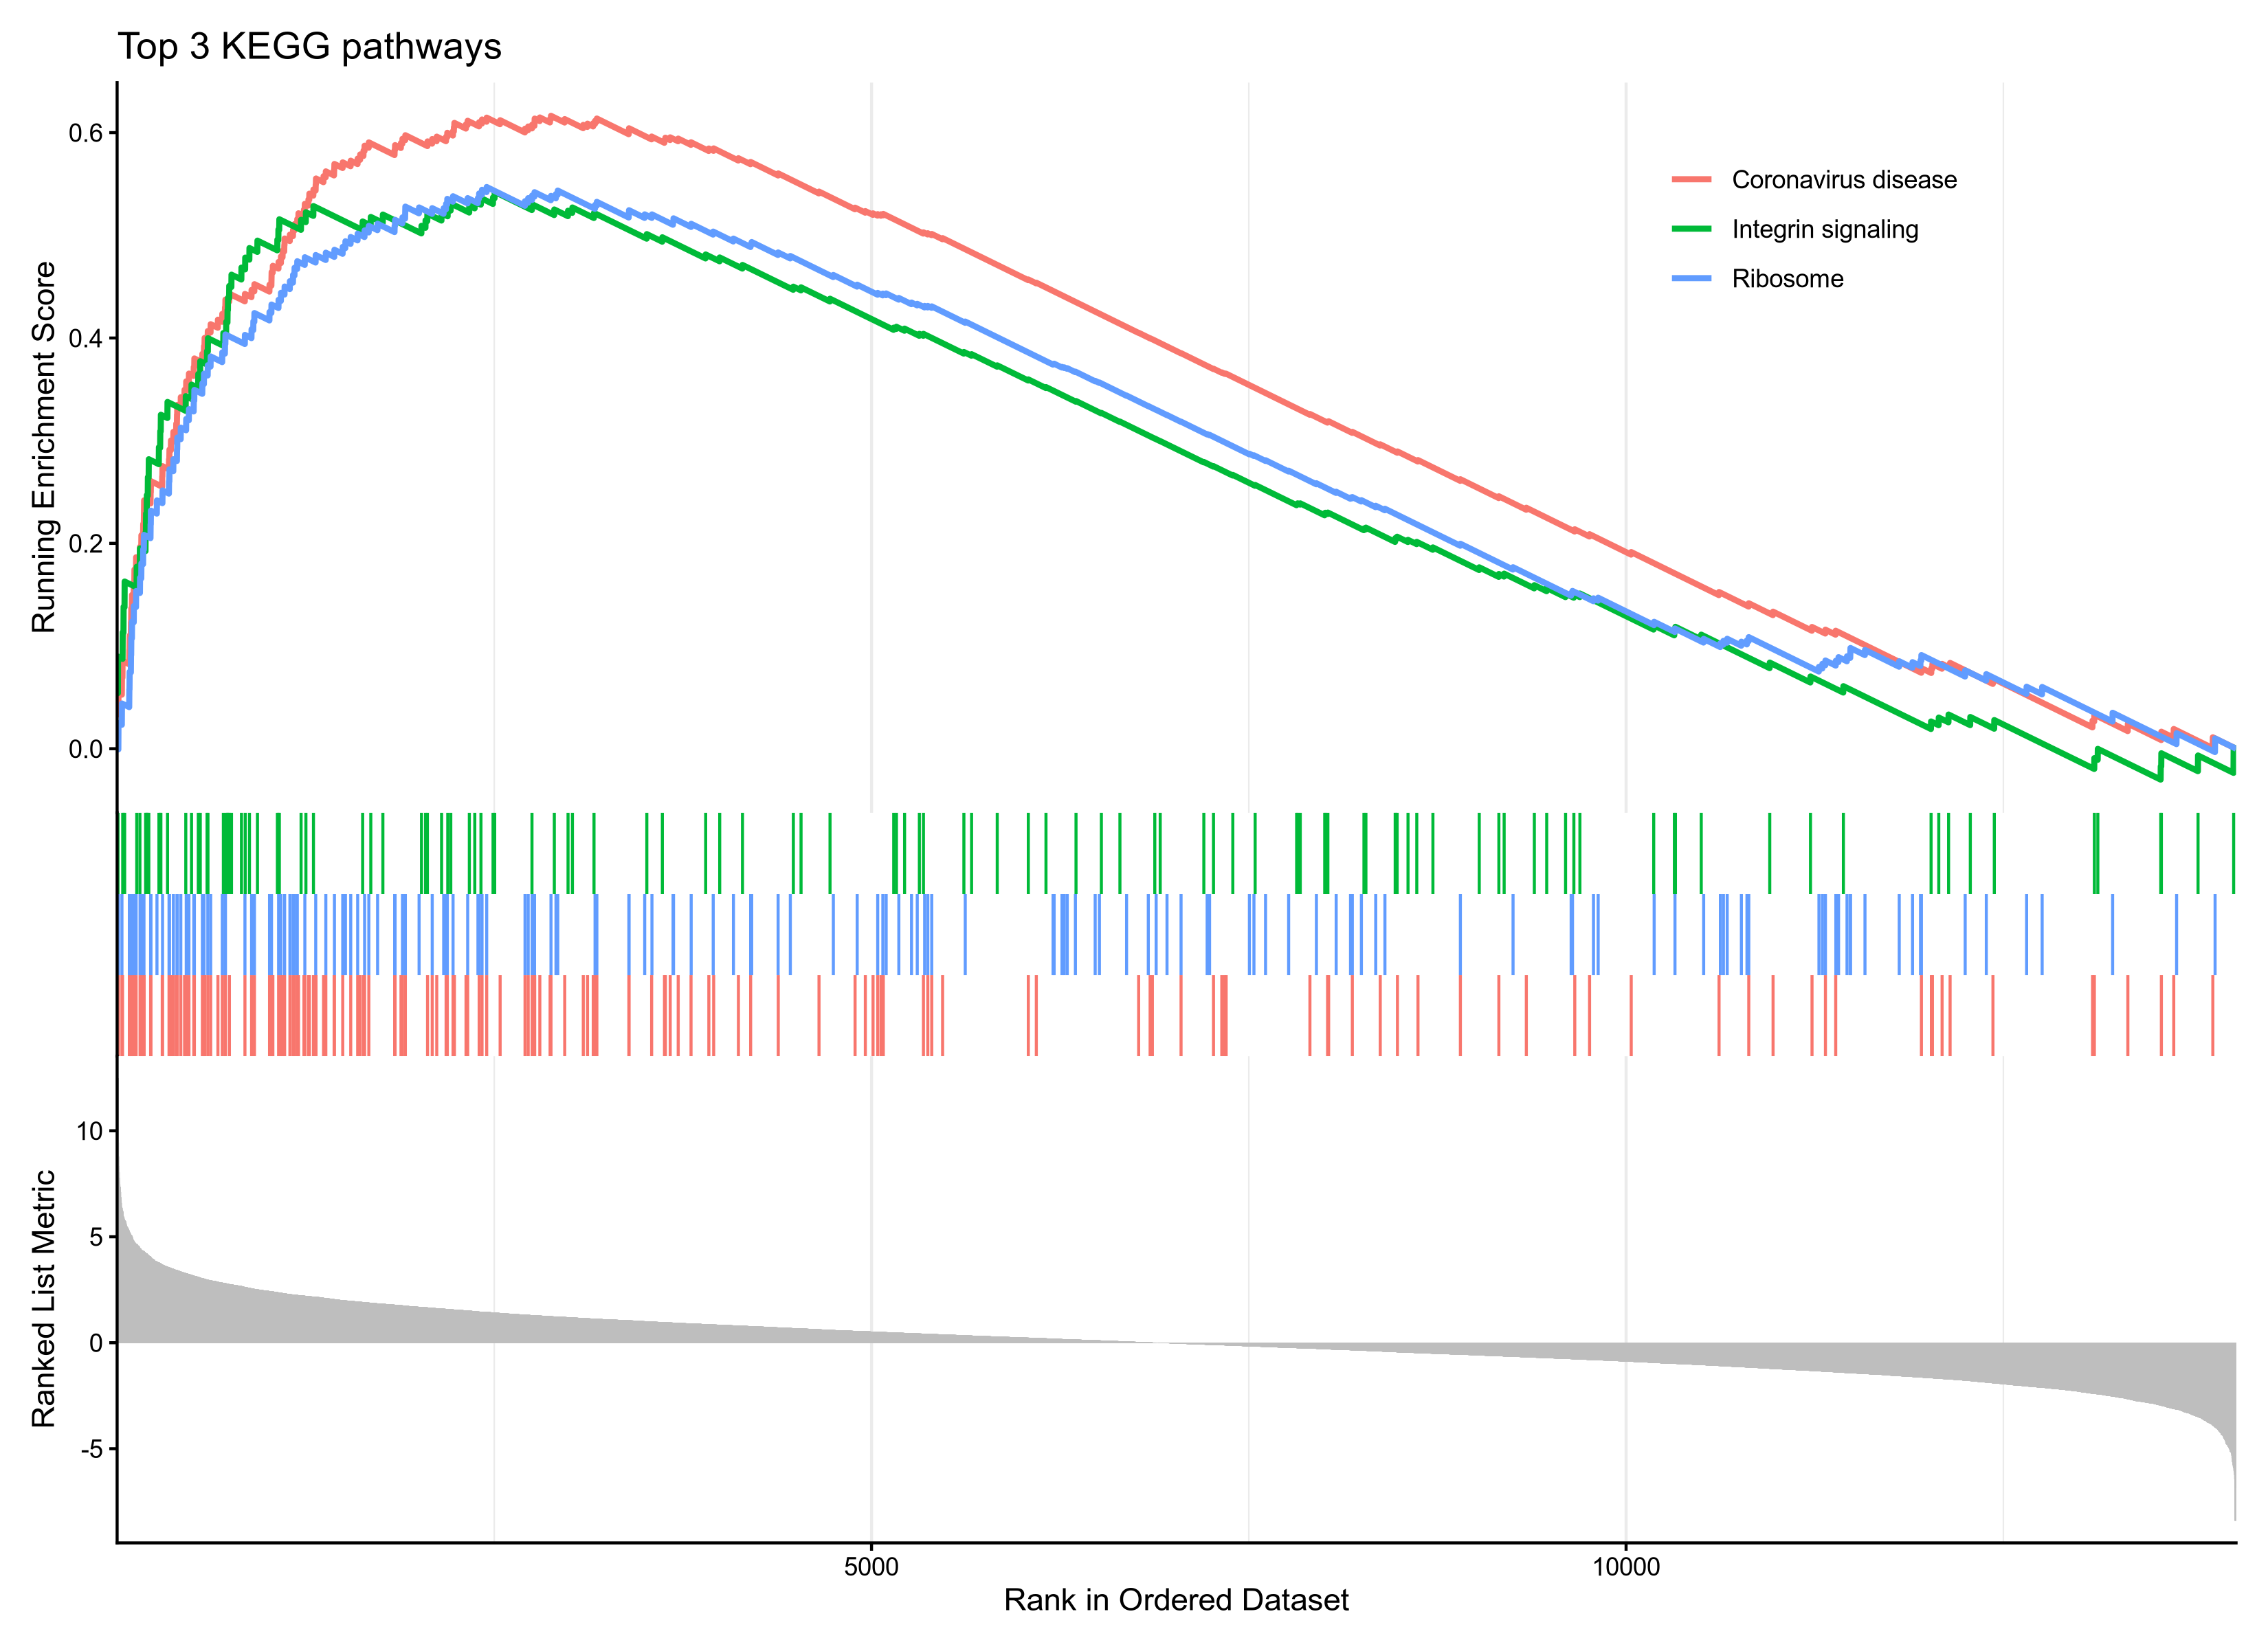 Top 3 KEGG pathways
Running Enrichment Score
0.6
0.4
0.2
0.0
Coronavirus disease
Integrin signaling
Ribosome
Ranked List Metric
10
5
0
-5
5000
10000
Rank in Ordered Dataset